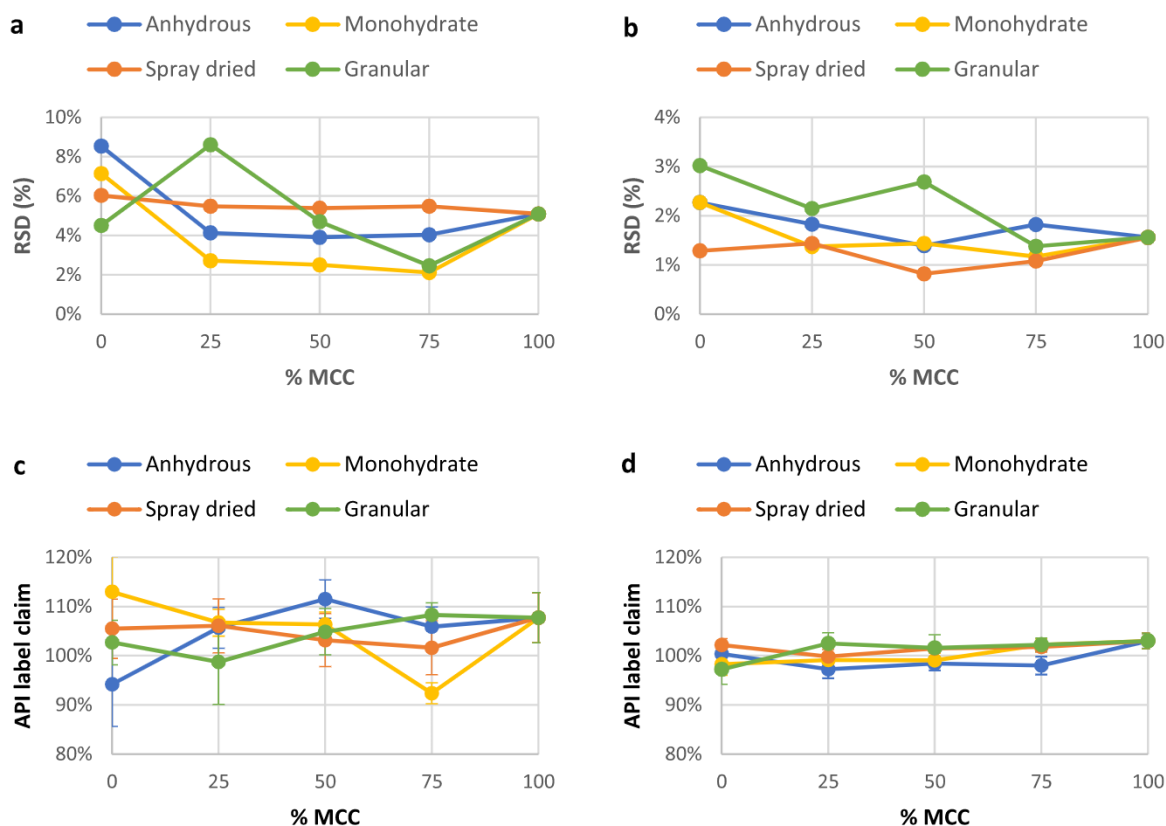 a
Anhydrous Monohydrate
Spray dried Granular
10%
8%
6%
4%
2%
0%
RSD (%)
0 25 50 75 100
% MCC
b
Anhydrous Monohydrate
Spray dried Granular
4%
3%
2%
1%
0%
RSD (%)
0 25 50 75 100
% MCC
c
Anhydrous Monohydrate
Spray dried Granular
120%
110%
100%
90%
80%
API label claim
0 25 50 75 100
% MCC
d
Anhydrous Monohydrate
Spray dried Granular
120%
110%
100%
90%
80%
API label claim
0 25 50 75 100
% MCC